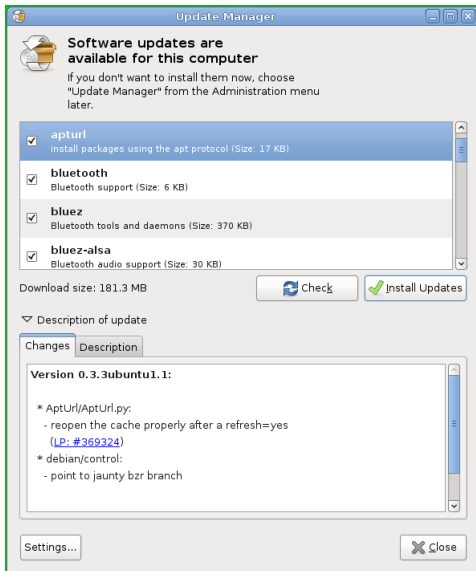 Update Manager
Software updates are
available for this computer
If you don't want to install them now, choose
"Update Manager" from the Administration menu
later.
apturl
install packages using the apt protocol (Size: 17 KB)
bluetooth
Bluetooth support (Size: 6 KB)
bluez
Bluetooth tools and daemons (Size: 370 KB)
bluez-alsa
Bluetooth audio support (Size: 30 KB)
Download size: 181.3 MB
Check
Install Updates
Description of update
Changes
Description
Version 0.3.3ubuntu1.1:
* AptUrl/AptUrl.py:
- reopen the cache properly after a refresh=yes
(LP: #369324)
* debian/control:
- point to jaunty bzr branch
Settings...
Close